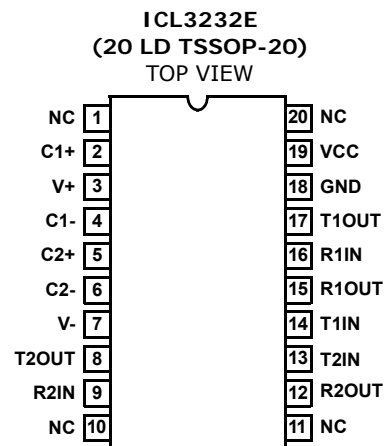 ICL3232E
(20 LD TSSOP-20)
TOP VIEW
NC 1 20 NC
C1+ 2 19 VCC
V+ 3 18 GND
C1- 4 17 T1OUT
C2+ 5 16 R1IN
C2- 6 15 R1OUT
V- 7 14 T1IN
T2OUT 8 13 T2IN
R2IN 9 12 R2OUT
NC 10 11 NC